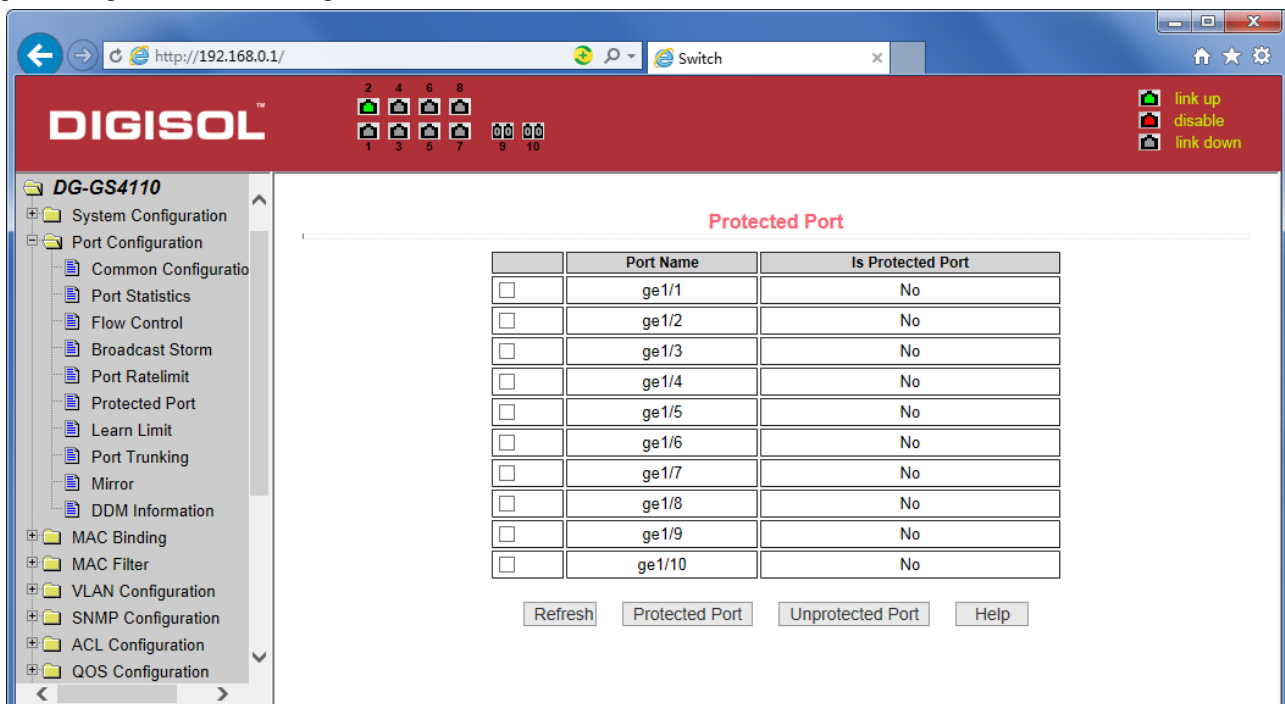 http://192.168.0.1/
Switch
2 4 6 8
DIGISOL™
1 3 5 7 9 10
link up
disable
link down
DG-GS4110
System Configuration
Port Configuration
Common Configuratio
Port Statistics
Flow Control
Broadcast Storm
Port Ratelimit
Protected Port
Learn Limit
Port Trunking
Mirror
DDM Information
MAC Binding
MAC Filter
VLAN Configuration
SNMP Configuration
ACL Configuration
QOS Configuration
Protected Port
Port Name Is Protected Port
ge1/1 No
ge1/2 No
ge1/3 No
ge1/4 No
ge1/5 No
ge1/6 No
ge1/7 No
ge1/8 No
ge1/9 No
ge1/10 No
Refresh Protected Port Unprotected Port Help